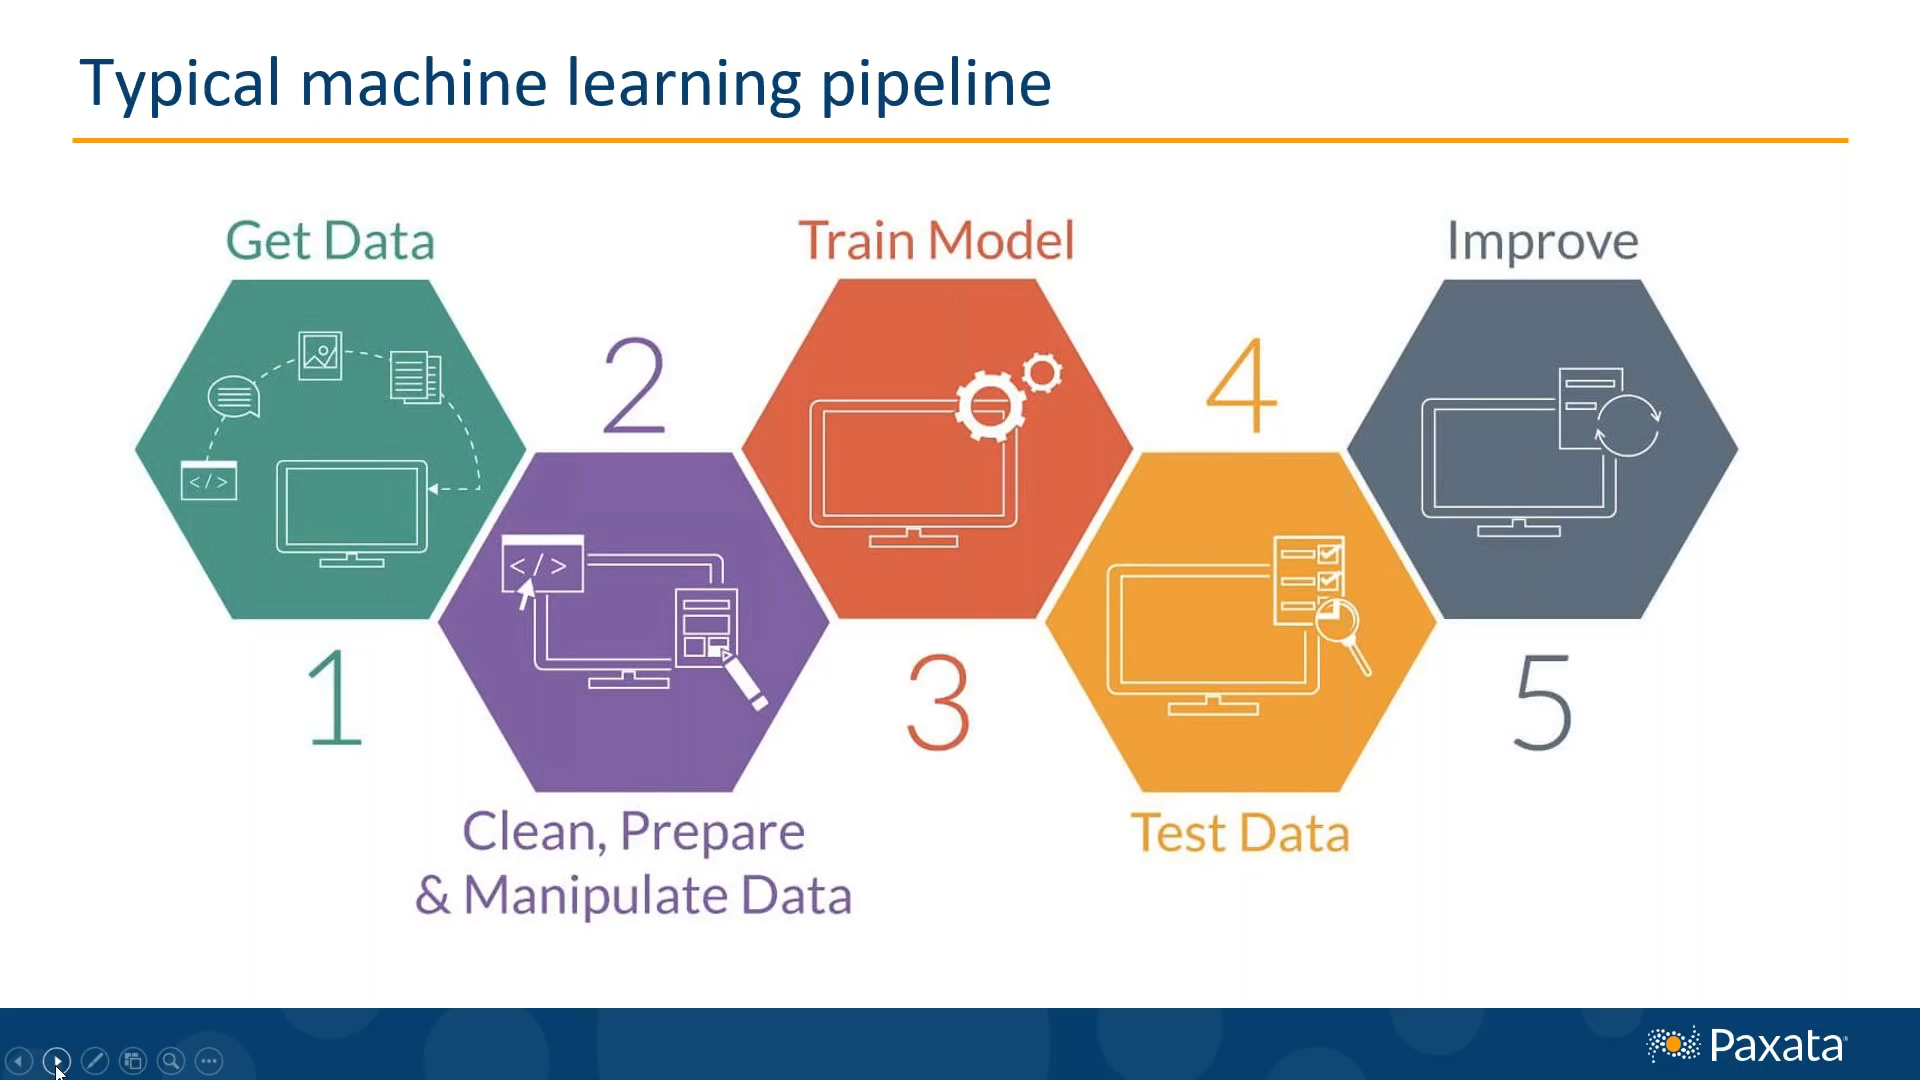 Typical machine learning pipeline
Get Data
1
2
Clean, Prepare
& Manipulate Data
Train Model
3
4
Test Data
Improve
5
</>
</>
Paxata